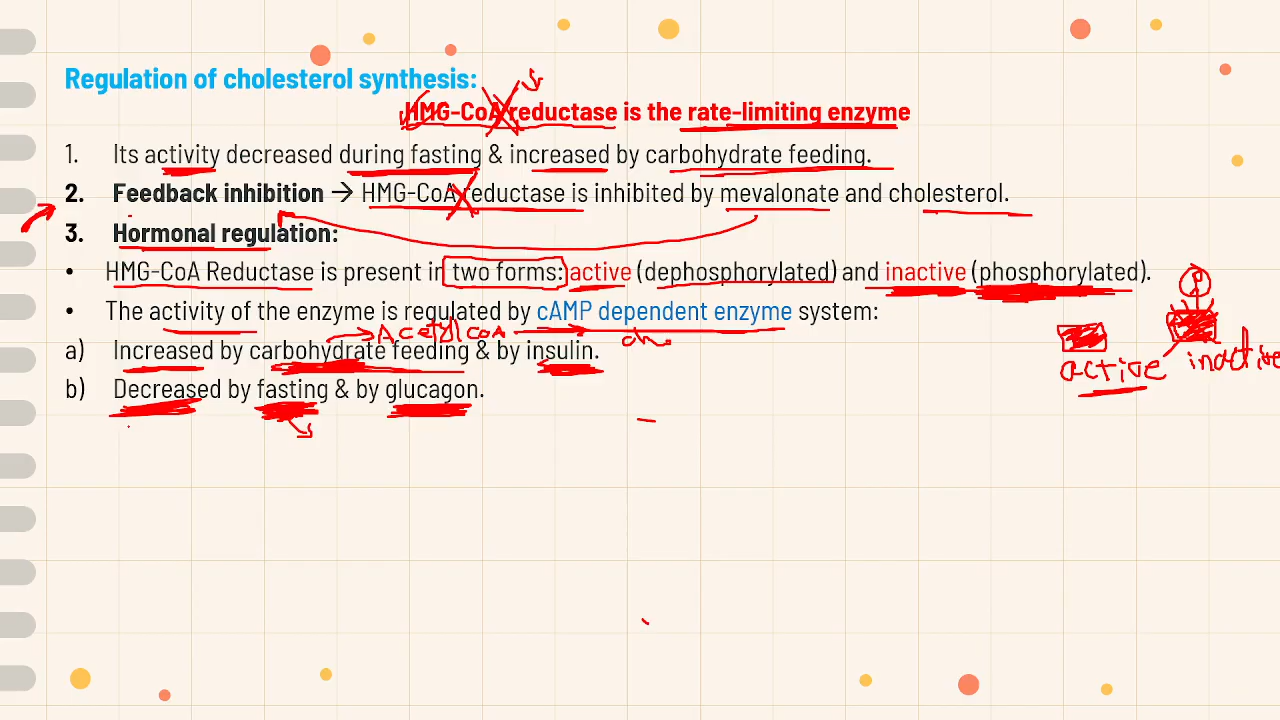 Regulation of cholesterol synthesis:
HMG-CoA reductase is the rate-limiting enzyme
1. Its activity decreased during fasting & increased by carbohydrate feeding.
2. Feedback inhibition → HMG-CoA reductase is inhibited by mevalonate and cholesterol.
3. Hormonal regulation:
• HMG-CoA Reductase is present in two forms: active (dephosphorylated) and inactive (phosphorylated).
P
• The activity of the enzyme is regulated by cAMP dependent enzyme system:
Acetyl CoA
a) Increased by carbohydrate feeding & by insulin.
active inactive
b) Decreased by fasting & by glucagon.